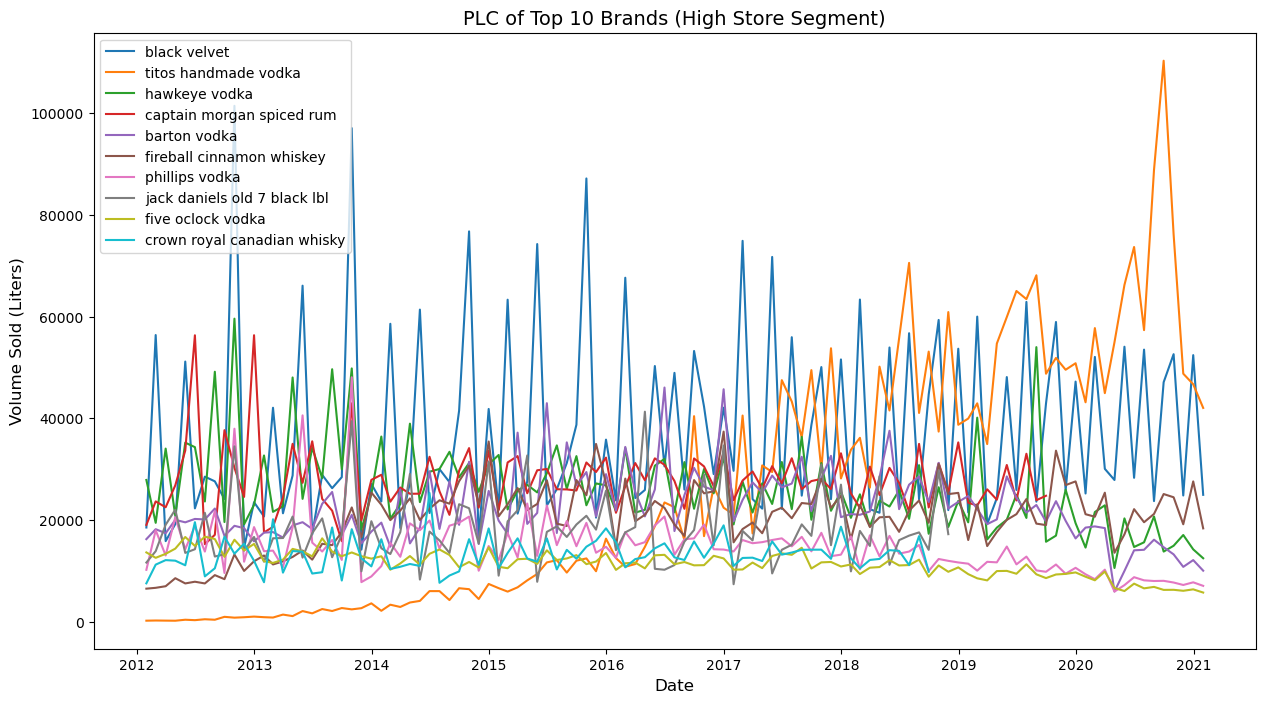 PLC of Top 10 Brands (High Store Segment)
black velvet
titos handmade vodka
hawkeye vodka
captain morgan spiced rum
barton vodka
fireball cinnamon whiskey
phillips vodka
jack daniels old 7 black lbl
five oclock vodka
crown royal canadian whisky
Volume Sold (Liters)
100000
80000
60000
40000
20000
0
2012 2013 2014 2015 2016 2017 2018 2019 2020 2021
Date